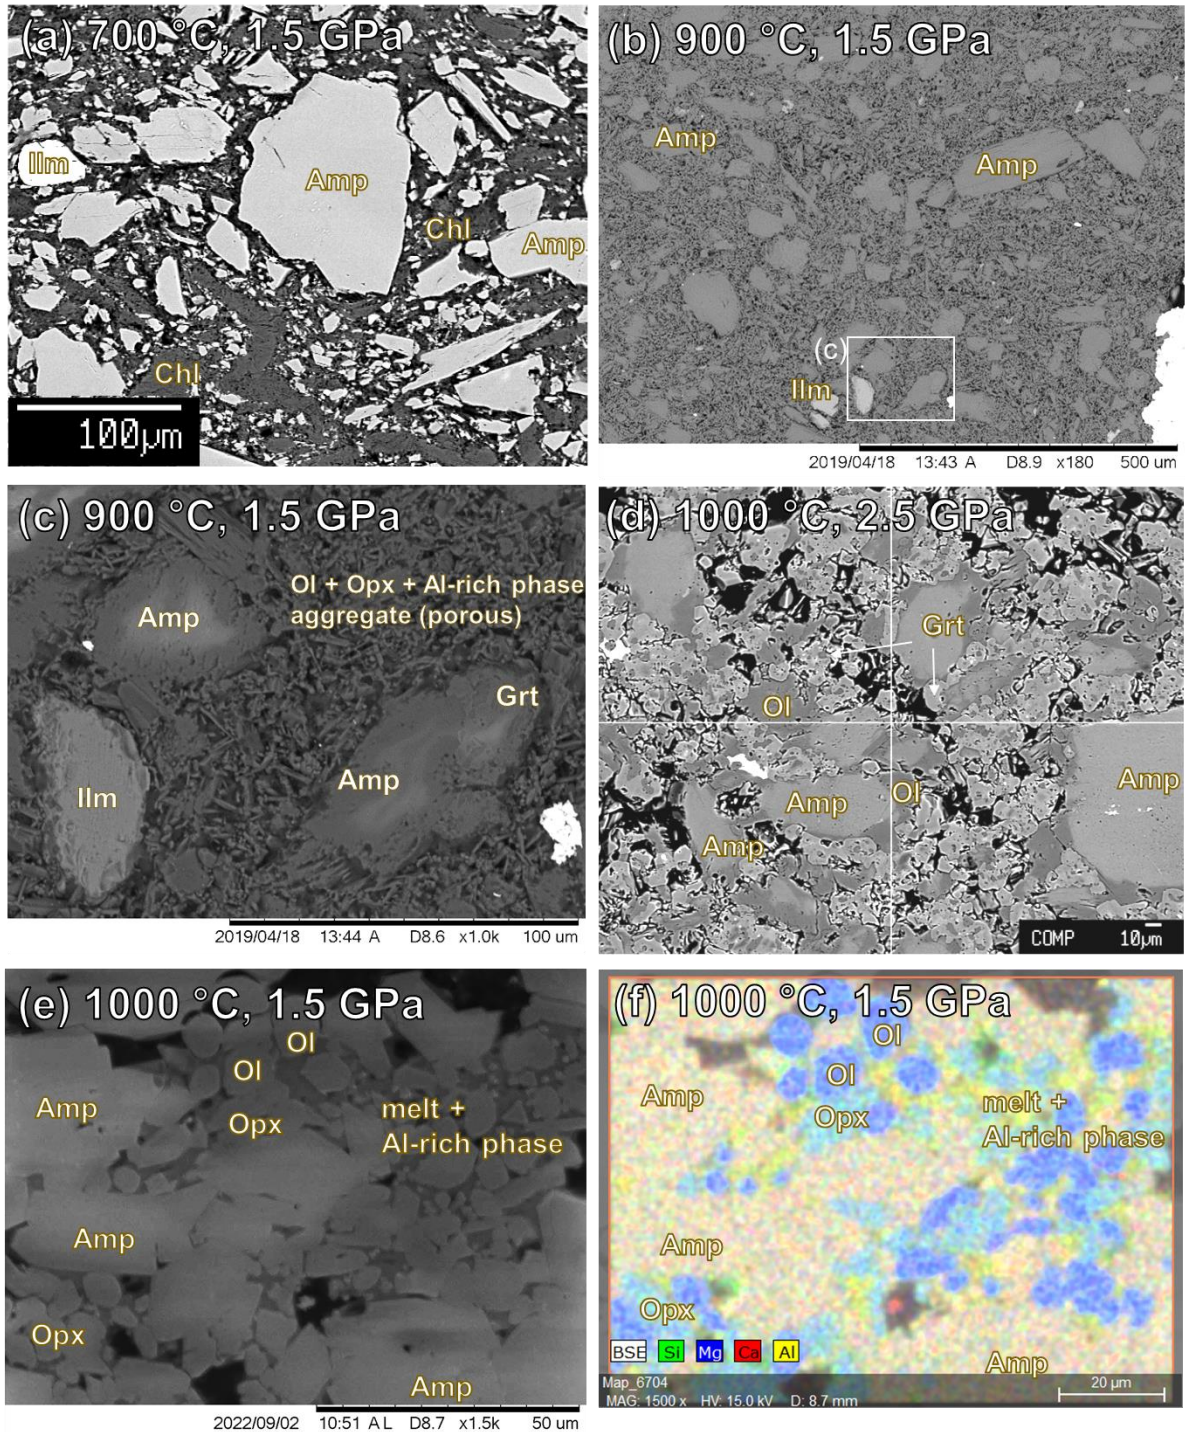 (a) 700 °C, 1.5 GPa
Ilm
Amp
Chl
Amp
Chl
100μm
(b) 900 °C, 1.5 GPa
Amp
Amp
(c)
Ilm
2019/04/18 13:43 A D8.9 x180 500 um
(c) 900 °C, 1.5 GPa
Ol + Opx + Al-rich phase
aggregate (porous)
Amp
Grt
Amp
Ilm
2019/04/18 13:44 A D8.6 x1.0k 100 um
(d) 1000 °C, 2.5 GPa
Grt
Ol
Amp
Ol
Amp
Amp
COMP 10μm
(e) 1000 °C, 1.5 GPa
Ol
Ol
Amp
Opx
melt +
Al-rich phase
Amp
Opx
Amp
2022/09/02 10:51 A L D8.7 x1.5k 50 um
(f) 1000 °C, 1.5 GPa
Ol
Ol
Amp
Opx
melt +
Al-rich phase
Amp
Opx
BSE Si Mg Ca Al
Amp
Map_6704
MAG: 1500 x HV: 15.0 kV D: 8.7 mm
20 μm